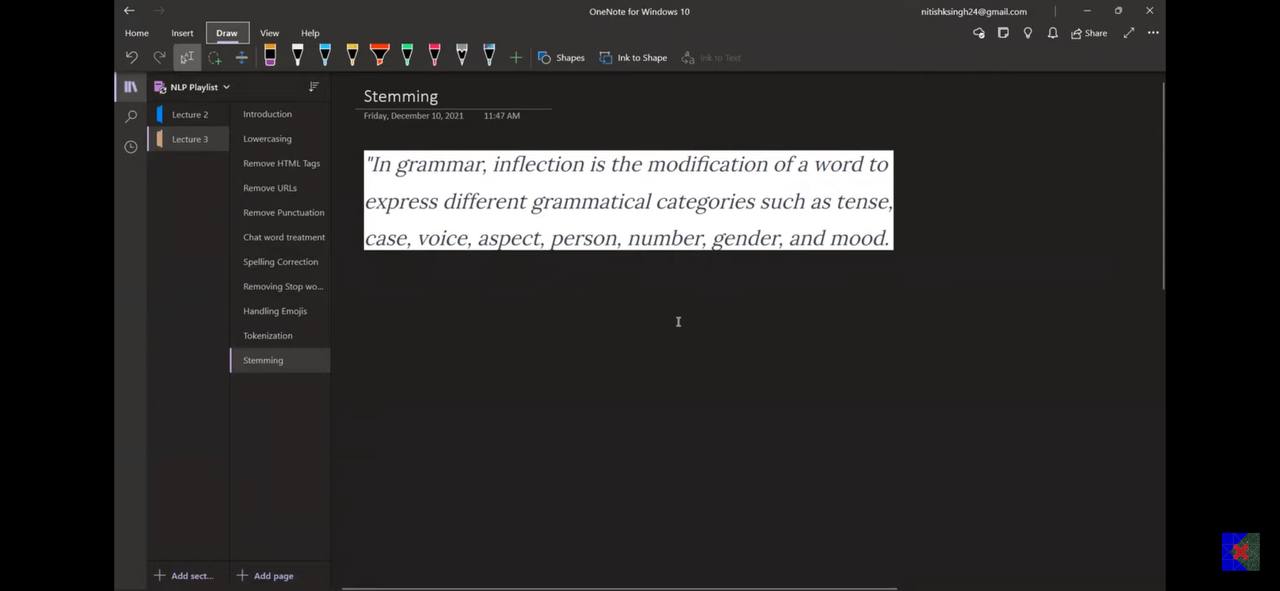 OneNote for Windows 10
nitishksingh24@gmail.com
Home Insert Draw View Help
Share
Shapes Ink to Shape Ink to Text
NLP Playlist
Lecture 2
Lecture 3
Introduction
Lowercasing
Remove HTML Tags
Remove URLs
Remove Punctuation
Chat word treatment
Spelling Correction
Removing Stop wo...
Handling Emojis
Tokenization
Stemming
Add sect...
Add page
Stemming
Friday, December 10, 2021 11:47 AM
"In grammar, inflection is the modification of a word to
express different grammatical categories such as tense,
case, voice, aspect, person, number, gender, and mood.